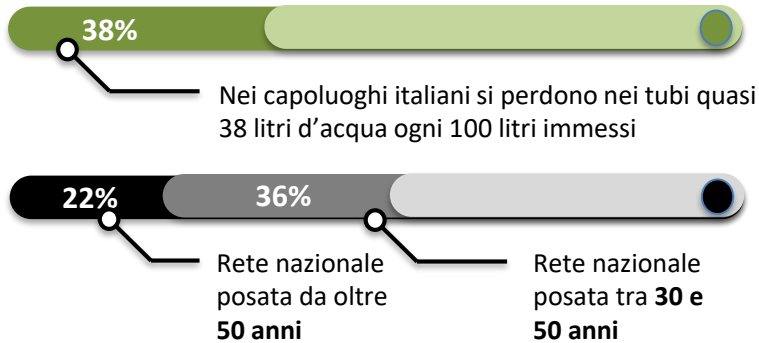 38%
Nei capoluoghi italiani si perdono nei tubi quasi
38 litri d’acqua ogni 100 litri immessi
22%
36%
Rete nazionale
posata da oltre
50 anni
Rete nazionale
posata tra 30 e
50 anni